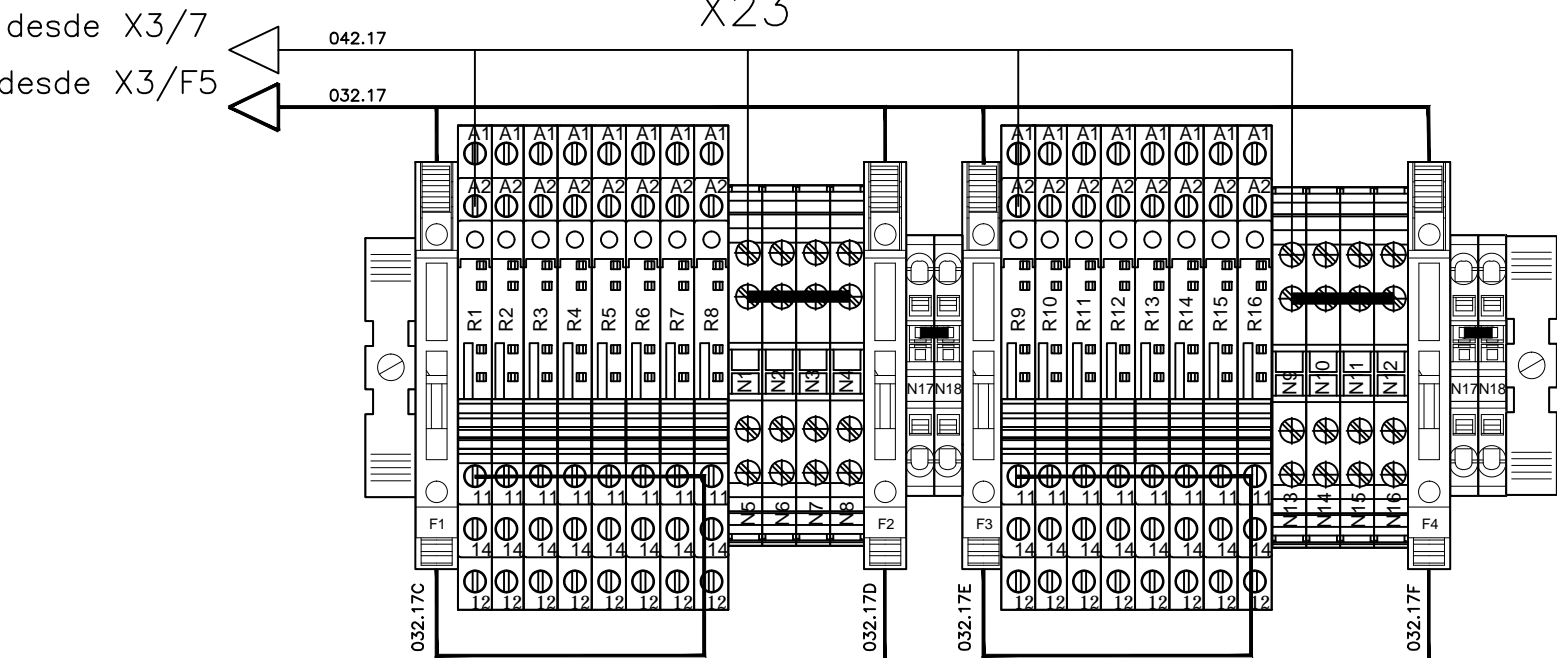 X23
desde X3/7
042.17
desde X3/F5
032.17
A1 A1 A1 A1 A1 A1 A1 A1 A1 A1 A1 A1 A1 A1 A1 A1
A2 A2 A2 A2 A2 A2 A2 A2 A2 A2 A2 A2 A2 A2 A2 A2
R1 R2 R3 R4 R5 R6 R7 R8 R9 R10 R11 R12 R13 R14 R15 R16
N1 N2 N3 N4 N17 N18 N9 N10 N11 N12 N17 N18
11 11 11 11 11 11 11 11 11 11 11 11 11 11 11 11
N5 N6 N7 N8 N13 N14 N15 N16
F1 F2 F3 F4
14 14 14 14 14 14 14 14 14 14 14 14 14 14 14 14
12 12 12 12 12 12 12 12 12 12 12 12 12 12 12 12
032.17C 032.17D 032.17E 032.17F